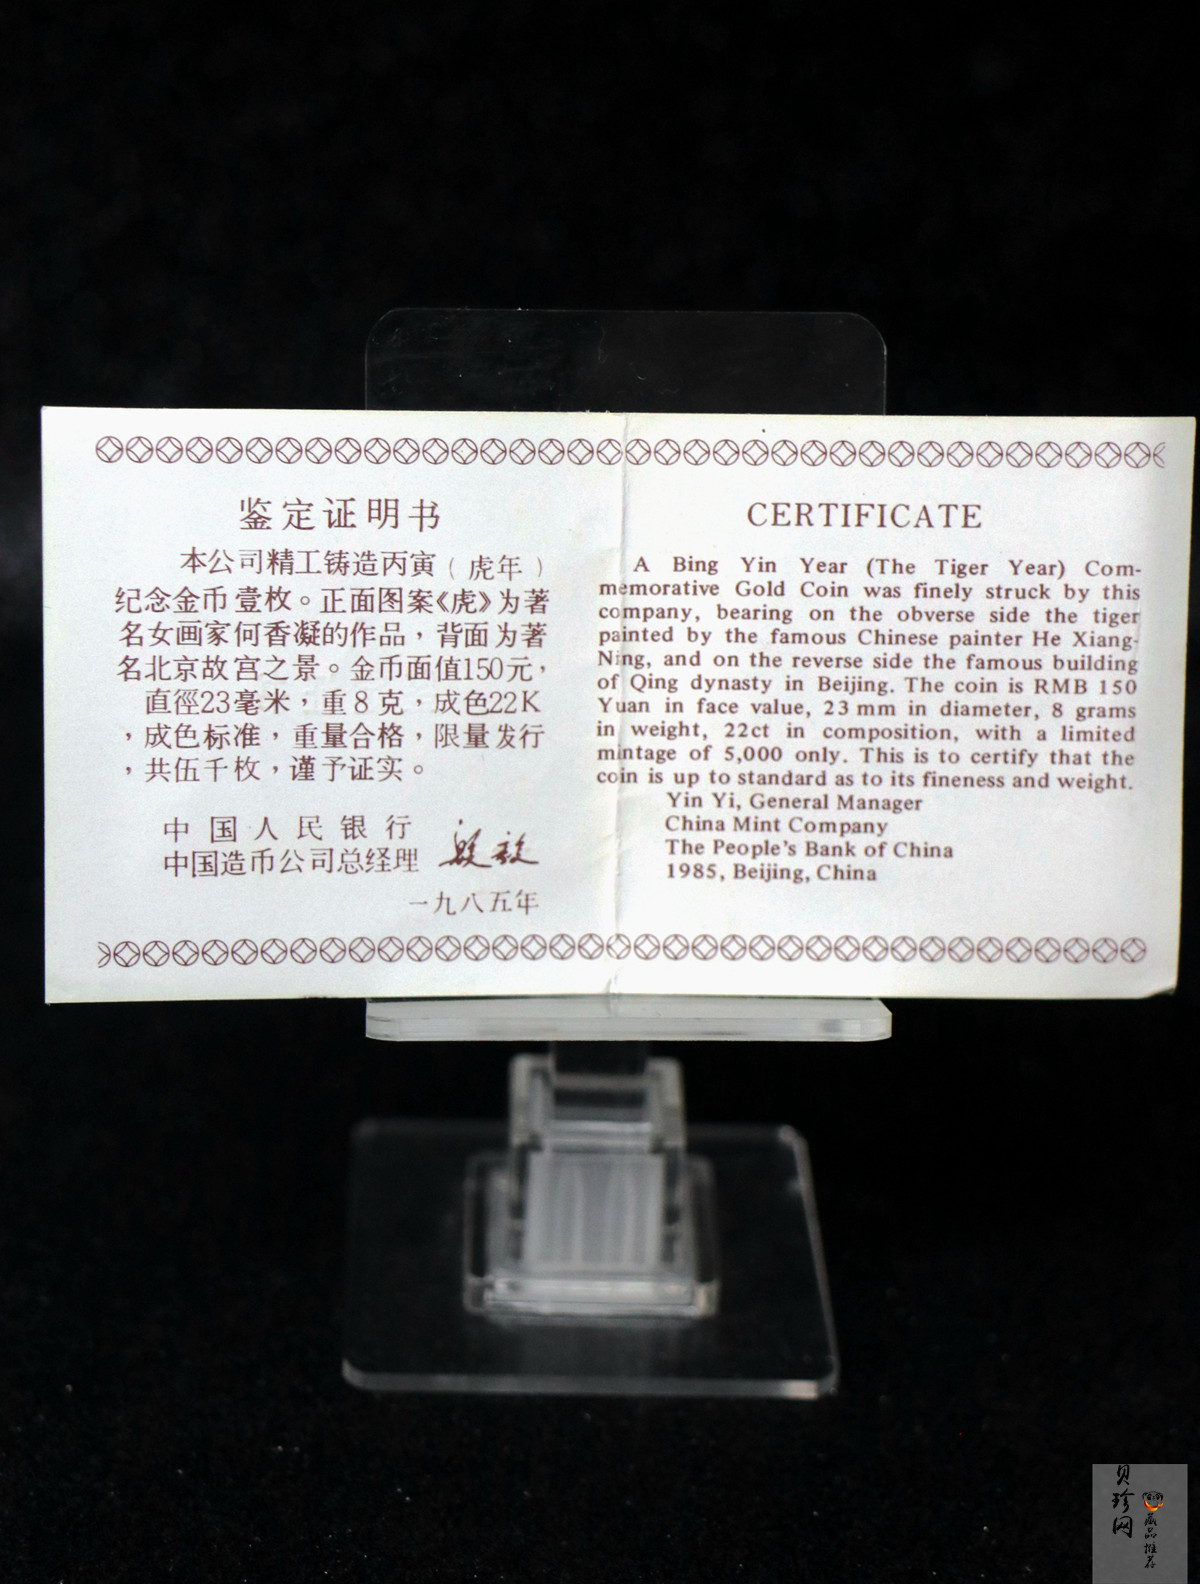 鉴定证明书
本公司精工铸造丙寅（虎年）
纪念金币壹枚。正面图案《虎》为著
名女画家何香凝的作品，背面为著
名北京故宫之景。金币面值150元，
直徑23毫米，重8克，成色22K
，成色标准，重量合格，限量发行
，共伍千枚，谨予证实。
中国人民银行
中国造币公司总经理
一九八五年
CERTIFICATE
A Bing Yin Year (The Tiger Year) Com-
memorative Gold Coin was finely struck by this
company, bearing on the obverse side the tiger
painted by the famous Chinese painter He Xiang-
Ning, and on the reverse side the famous building
of Qing dynasty in Beijing. The coin is RMB 150
Yuan in face value, 23 mm in diameter, 8 grams
in weight, 22ct in composition, with a limited
mintage of 5,000 only. This is to certify that the
coin is up to standard as to its fineness and weight.
Yin Yi, General Manager
China Mint Company
The People's Bank of China
1985, Beijing, China
贝珍网
藏品推荐